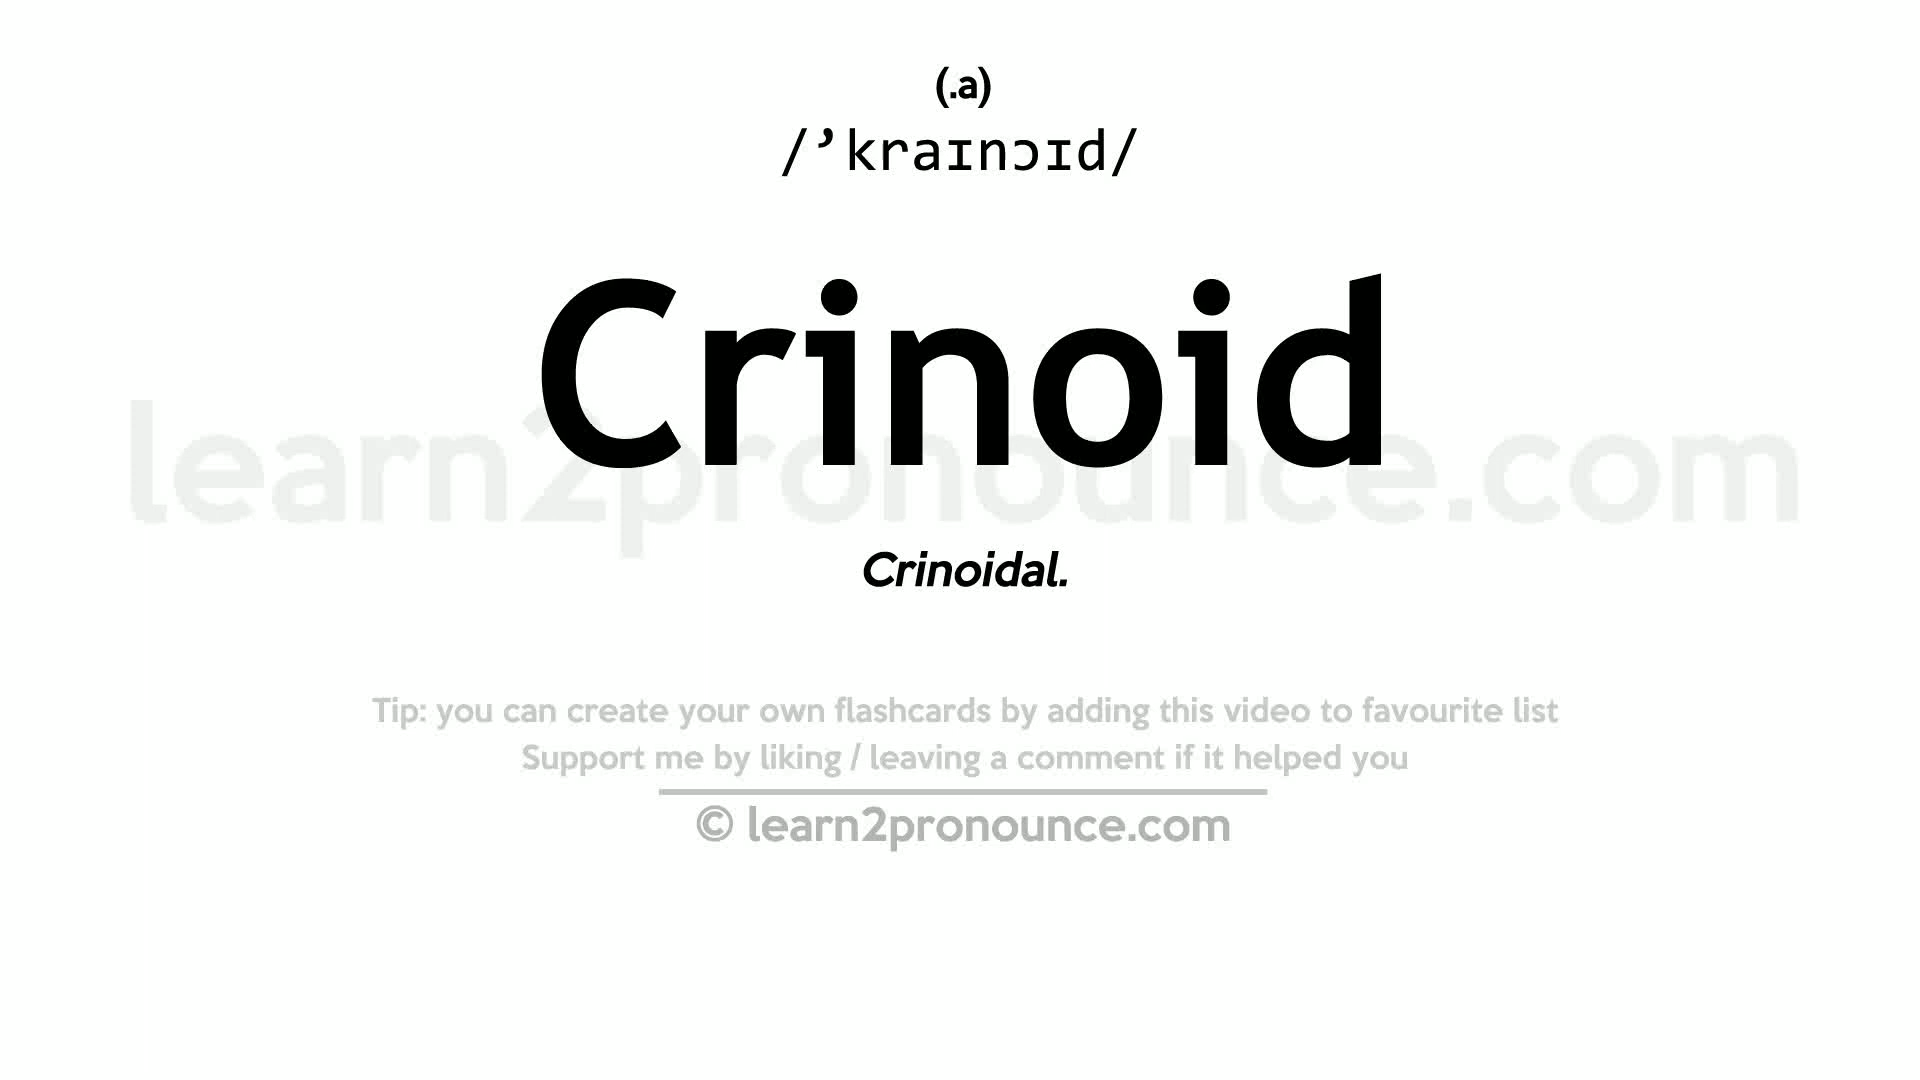 (.a)
/’kraɪnɔɪd/
Crinoid
learn2pronounce.com
Crinoidal.
Tip: you can create your own flashcards by adding this video to favourite list
Support me by liking / leaving a comment if it helped you
© learn2pronounce.com